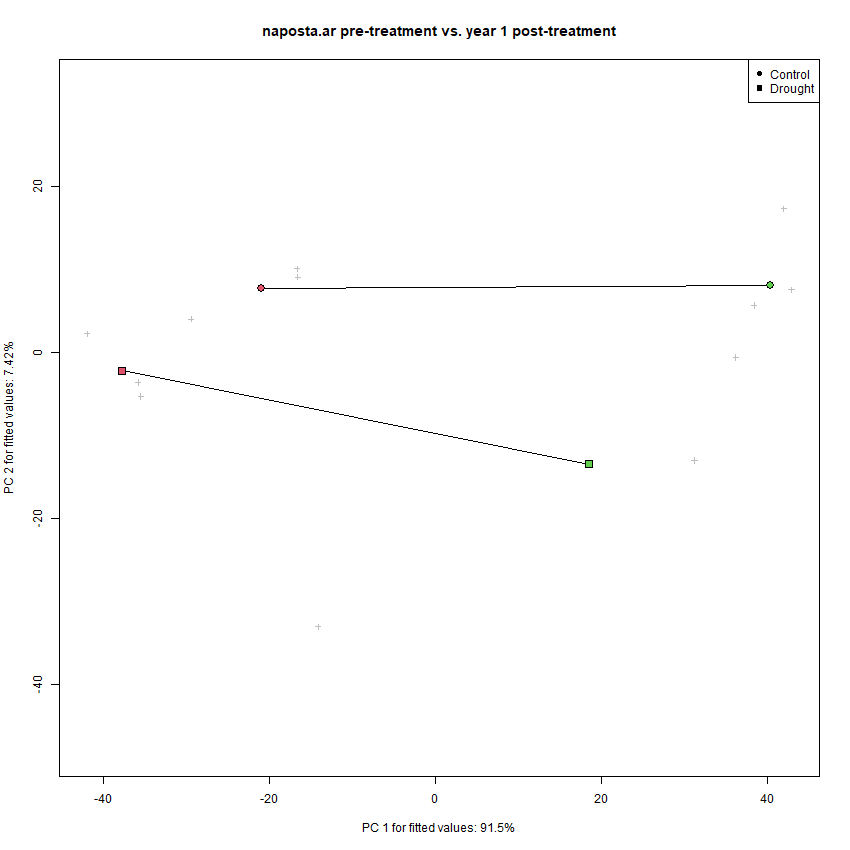 naposta.ar pre-treatment vs. year 1 post-treatment
Control
Drought
20
0
-20
-40
PC 2 for fitted values: 7.42%
-40
-20
0
20
40
PC 1 for fitted values: 91.5%